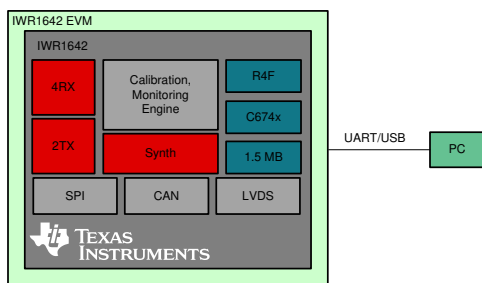 IWR1642 EVM
IWR1642
4RX
Calibration,
Monitoring
Engine
R4F
C674x
2TX
Synth
1.5 MB
SPI
CAN
LVDS
TEXAS
INSTRUMENTS
UART/USB
PC